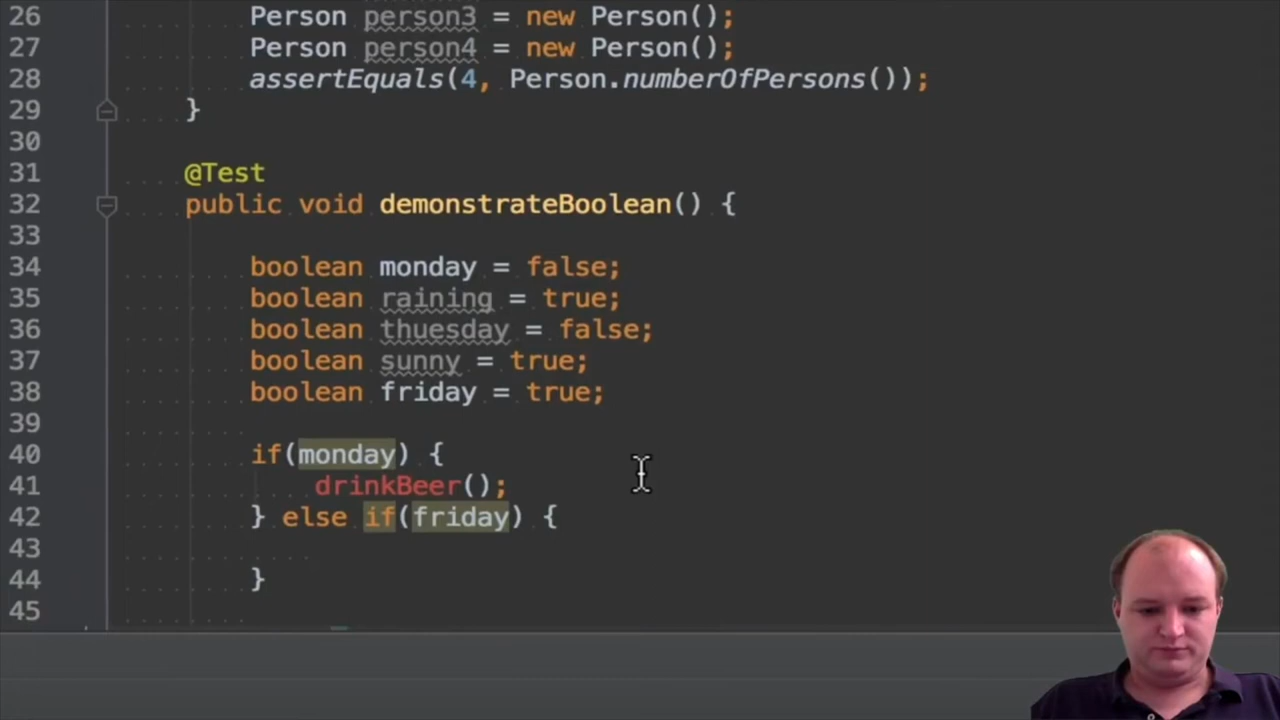 26 Person person3 = new Person();
27 Person person4 = new Person();
28 assertEquals(4, Person.numberOfPersons());
29 }
30
31 @Test
32 public void demonstrateBoolean() {
33
34 boolean monday = false;
35 boolean raining = true;
36 boolean thuesday = false;
37 boolean sunny = true;
38 boolean friday = true;
39
40 if(monday) {
41 drinkBeer();
42 } else if(friday) {
43
44 }
45